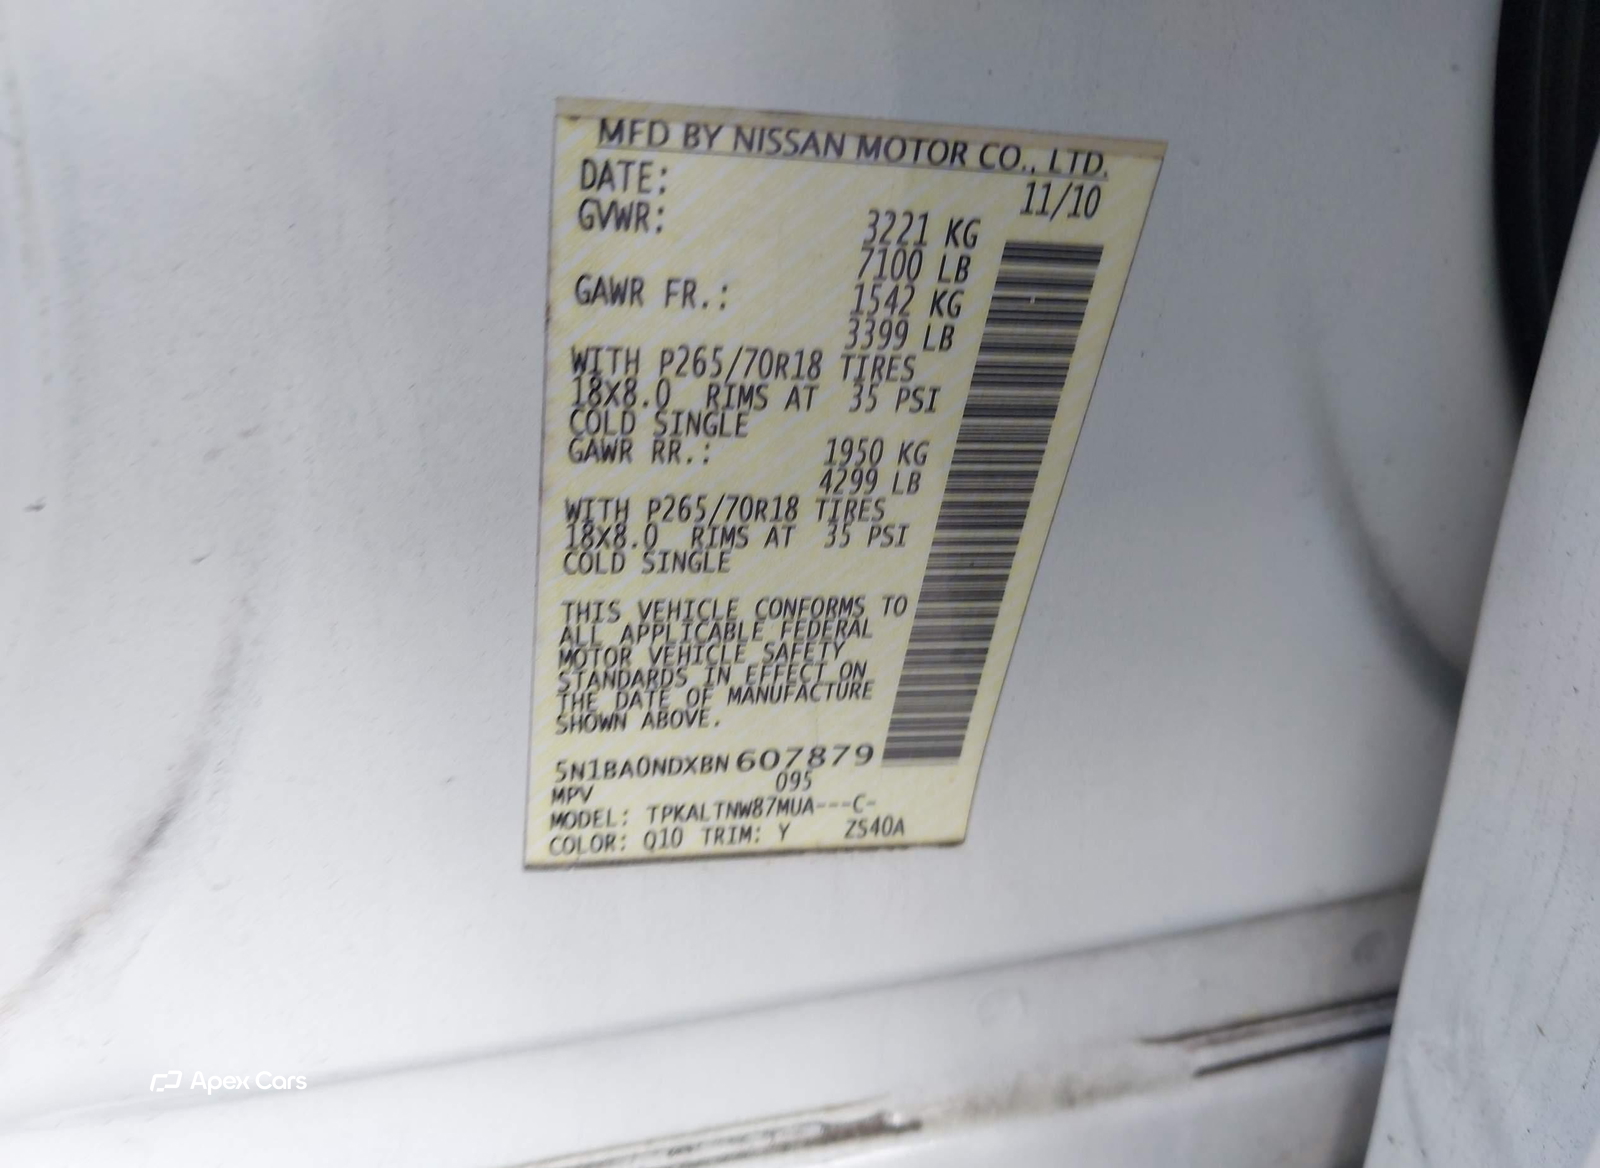 MFD BY NISSAN MOTOR CO., LTD.
DATE: 11/10
GVWR: 3221 KG
7100 LB
GAWR FR.: 1542 KG
3399 LB
WITH P265/70R18 TIRES
18X8.0 RIMS AT 35 PSI
COLD SINGLE
GAWR RR.: 1950 KG
4299 LB
WITH P265/70R18 TIRES
18X8.0 RIMS AT 35 PSI
COLD SINGLE
THIS VEHICLE CONFORMS TO
ALL APPLICABLE FEDERAL
MOTOR VEHICLE SAFETY
STANDARDS IN EFFECT ON
THE DATE OF MANUFACTURE
SHOWN ABOVE.
5N1BA0NDXBN607879
MPV 095
MODEL: TPKALTNW87MUA---C-
COLOR: Q10 TRIM: Y ZS40A
Apex Cars